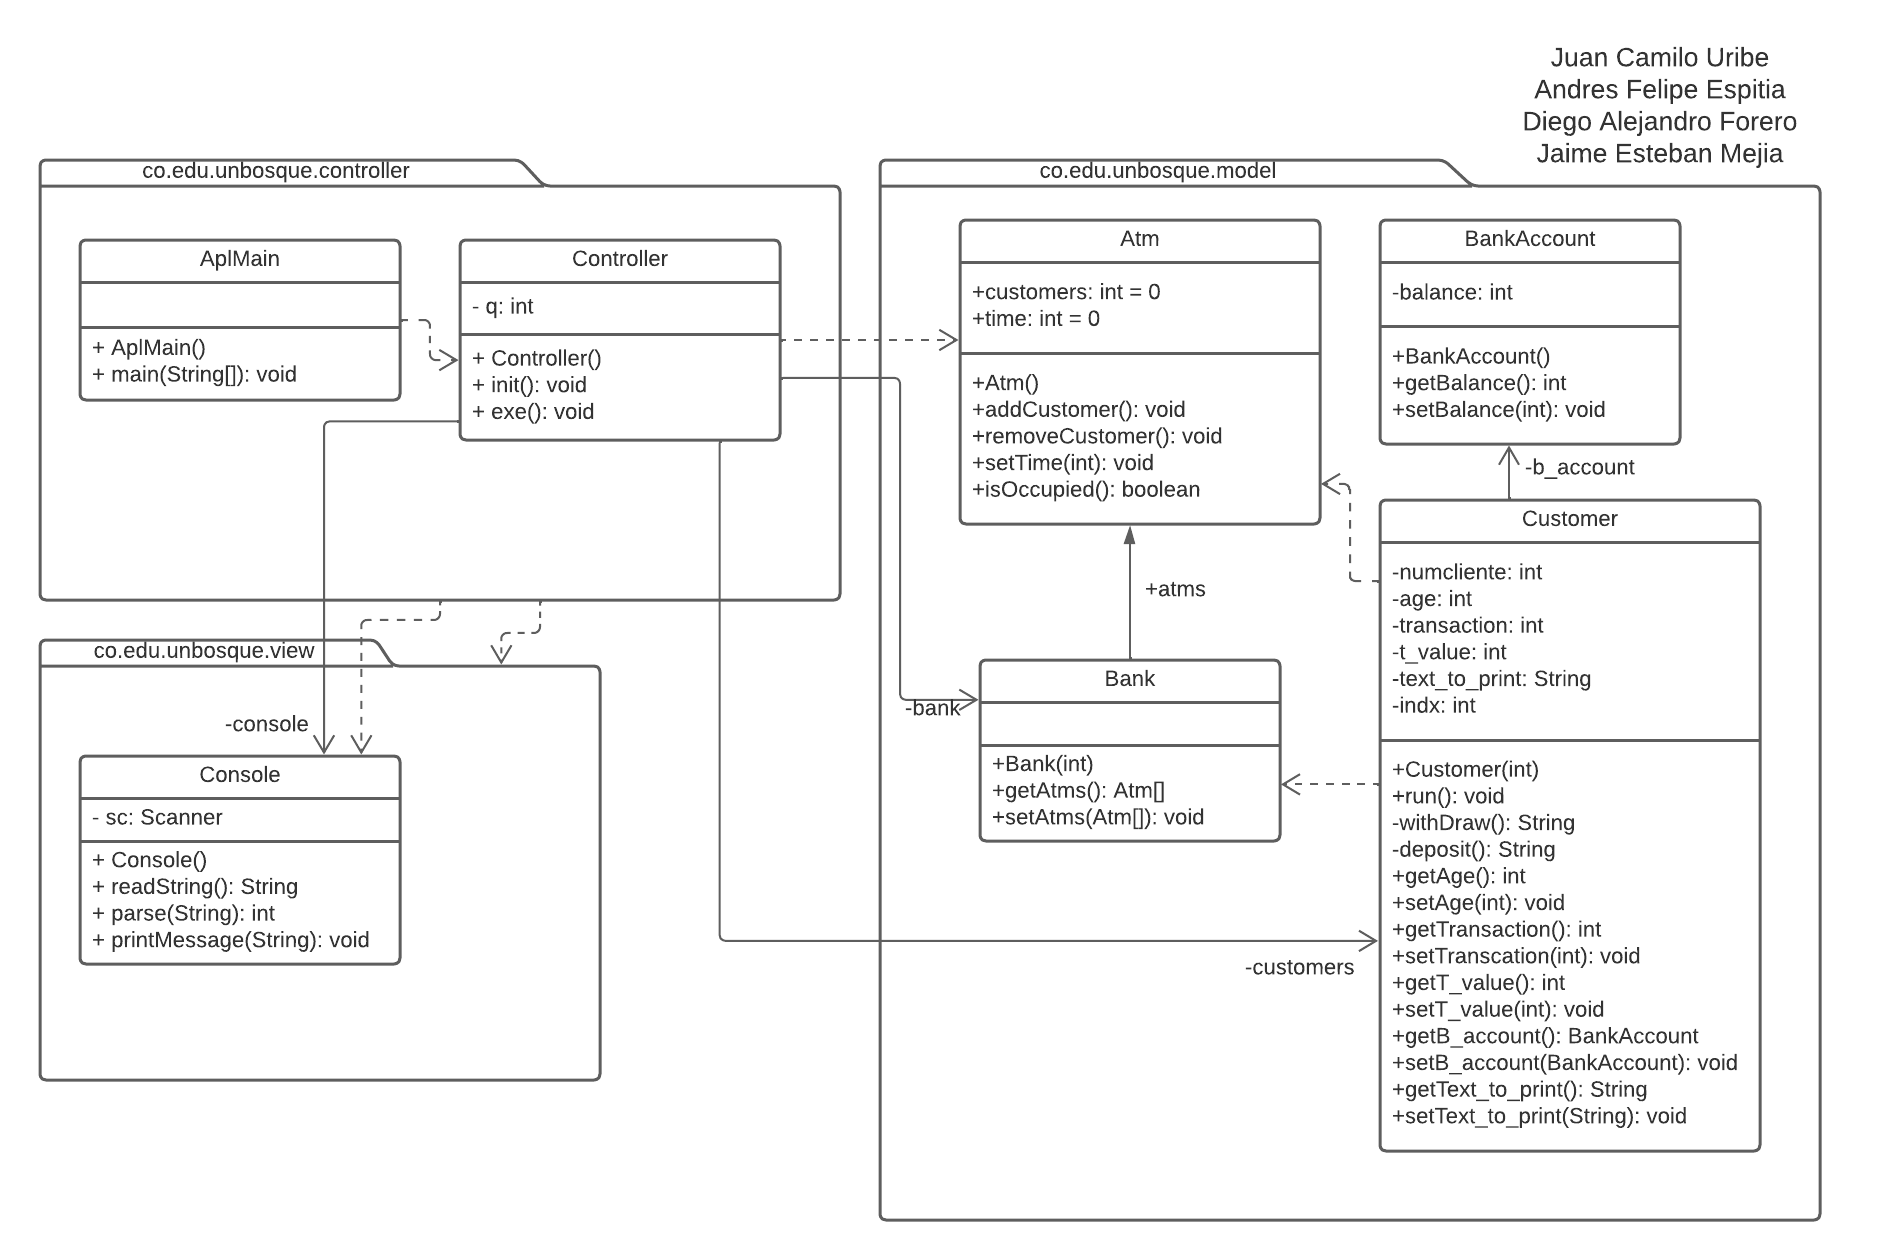 Juan Camilo Uribe
Andres Felipe Espitia
Diego Alejandro Forero
Jaime Esteban Mejia
co.edu.unbosque.controller
AplMain
+ AplMain()
+ main(String[]): void
Controller
- q: int
+ Controller()
+ init(): void
+ exe(): void
co.edu.unbosque.view
-console
Console
- sc: Scanner
+ Console()
+ readString(): String
+ parse(String): int
+ printMessage(String): void
co.edu.unbosque.model
Atm
+customers: int = 0
+time: int = 0
+Atm()
+addCustomer(): void
+removeCustomer(): void
+setTime(int): void
+isOccupied(): boolean
BankAccount
-balance: int
+BankAccount()
+getBalance(): int
+setBalance(int): void
-b_account
+atms
-bank
Bank
+Bank(int)
+getAtms(): Atm[]
+setAtms(Atm[]): void
-customers
Customer
-numcliente: int
-age: int
-transaction: int
-t_value: int
-text_to_print: String
-indx: int
+Customer(int)
+run(): void
-withDraw(): String
-deposit(): String
+getAge(): int
+setAge(int): void
+getTransaction(): int
+setTranscation(int): void
+getT_value(): int
+setT_value(int): void
+getB_account(): BankAccount
+setB_account(BankAccount): void
+getText_to_print(): String
+setText_to_print(String): void